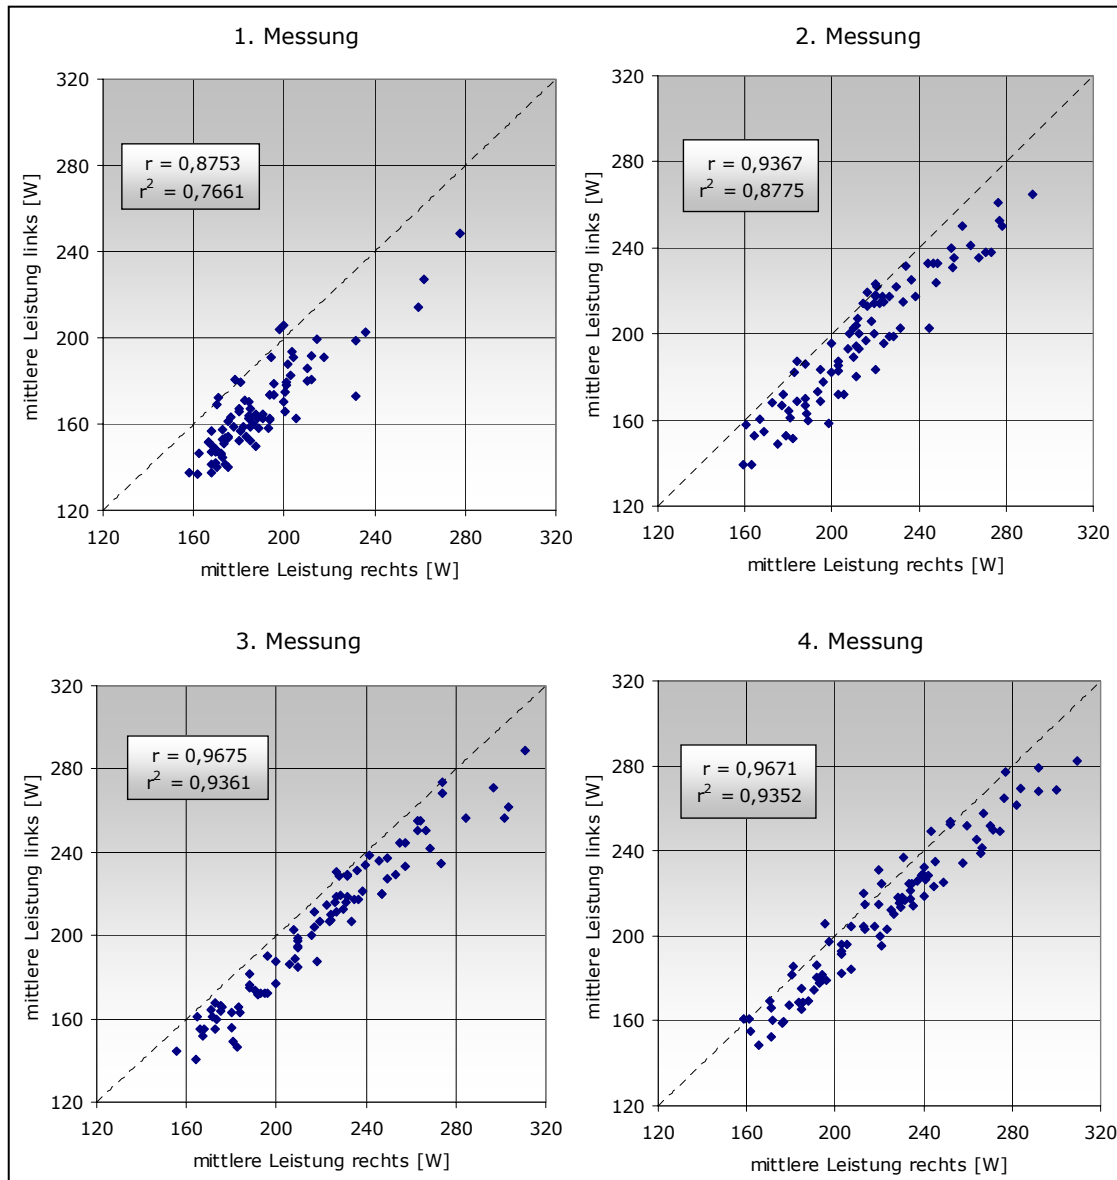 1. Messung
320
280
240
200
160
120
120 160 200 240 280 320
mittlere Leistung links [W]
mittlere Leistung rechts [W]
r = 0,8753
r² = 0,7661
2. Messung
320
280
240
200
160
120
120 160 200 240 280 320
mittlere Leistung links [W]
mittlere Leistung rechts [W]
r = 0,9367
r² = 0,8775
3. Messung
320
280
240
200
160
120
120 160 200 240 280 320
mittlere Leistung links [W]
mittlere Leistung rechts [W]
r = 0,9675
r² = 0,9361
4. Messung
320
280
240
200
160
120
120 160 200 240 280 320
mittlere Leistung links [W]
mittlere Leistung rechts [W]
r = 0,9671
r² = 0,9352